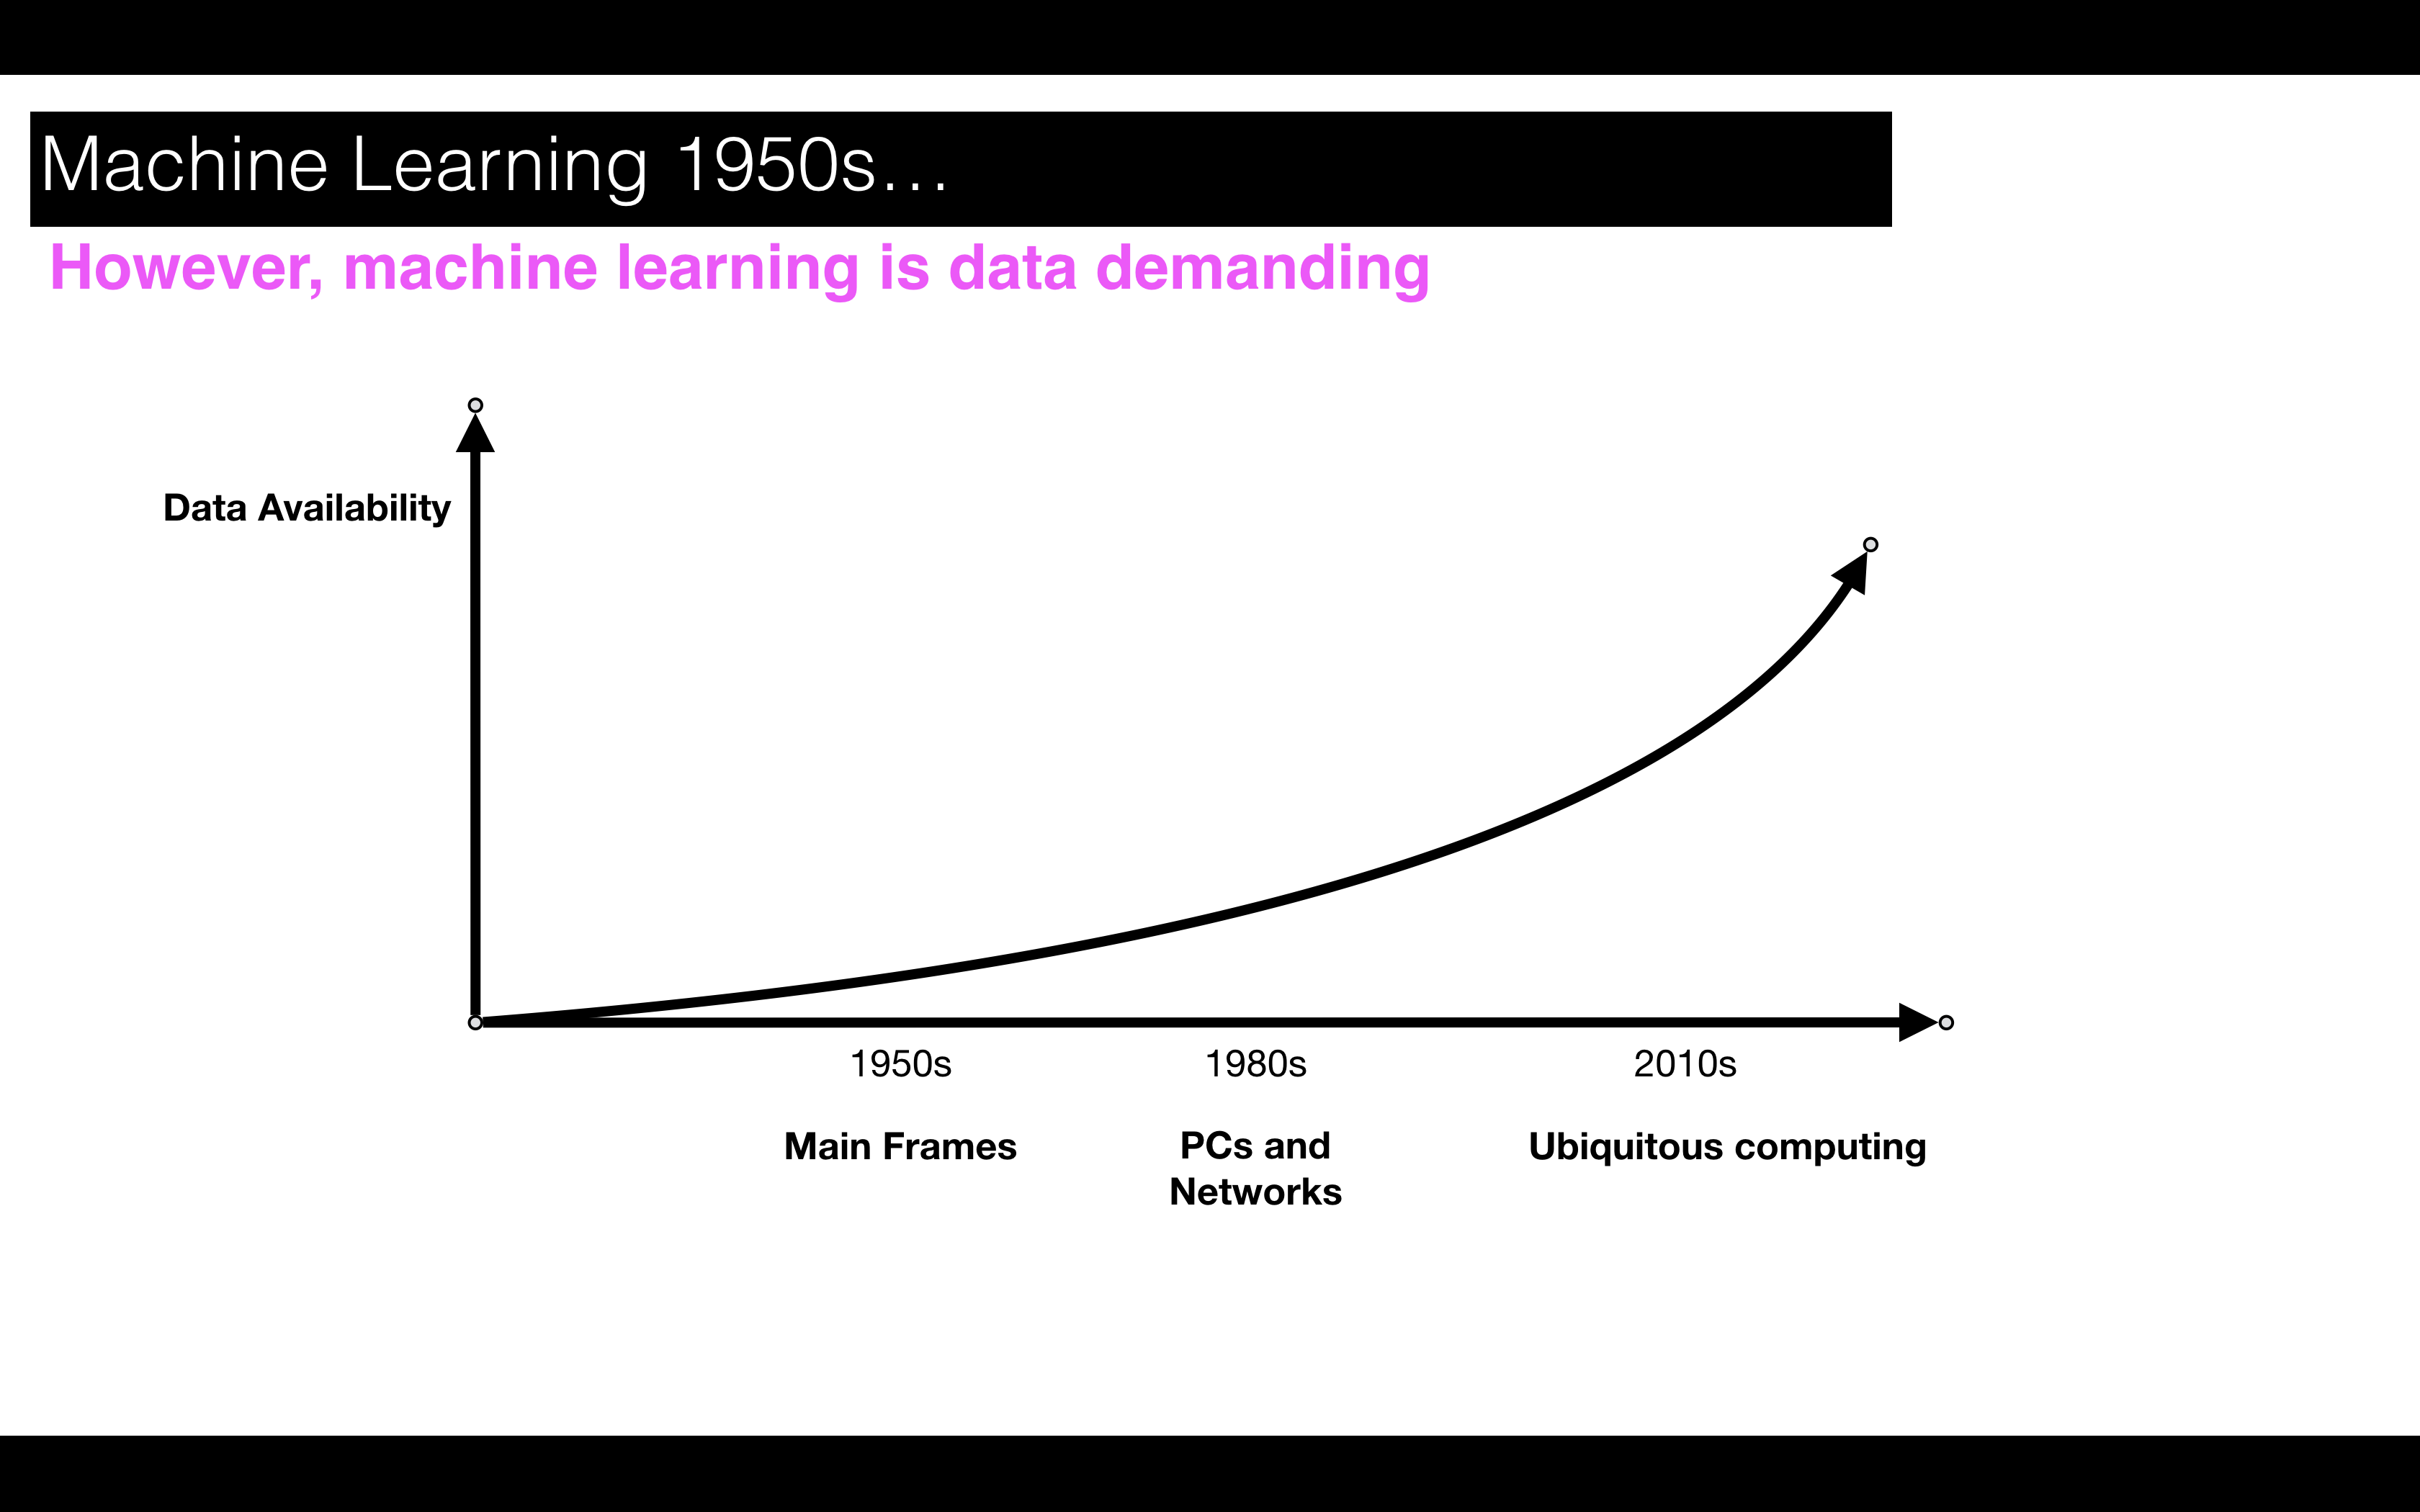 Machine Learning 1950s…
However, machine learning is data demanding
Data Availability
1950s
1980s
2010s
Main Frames
PCs and
Networks
Ubiquitous computing